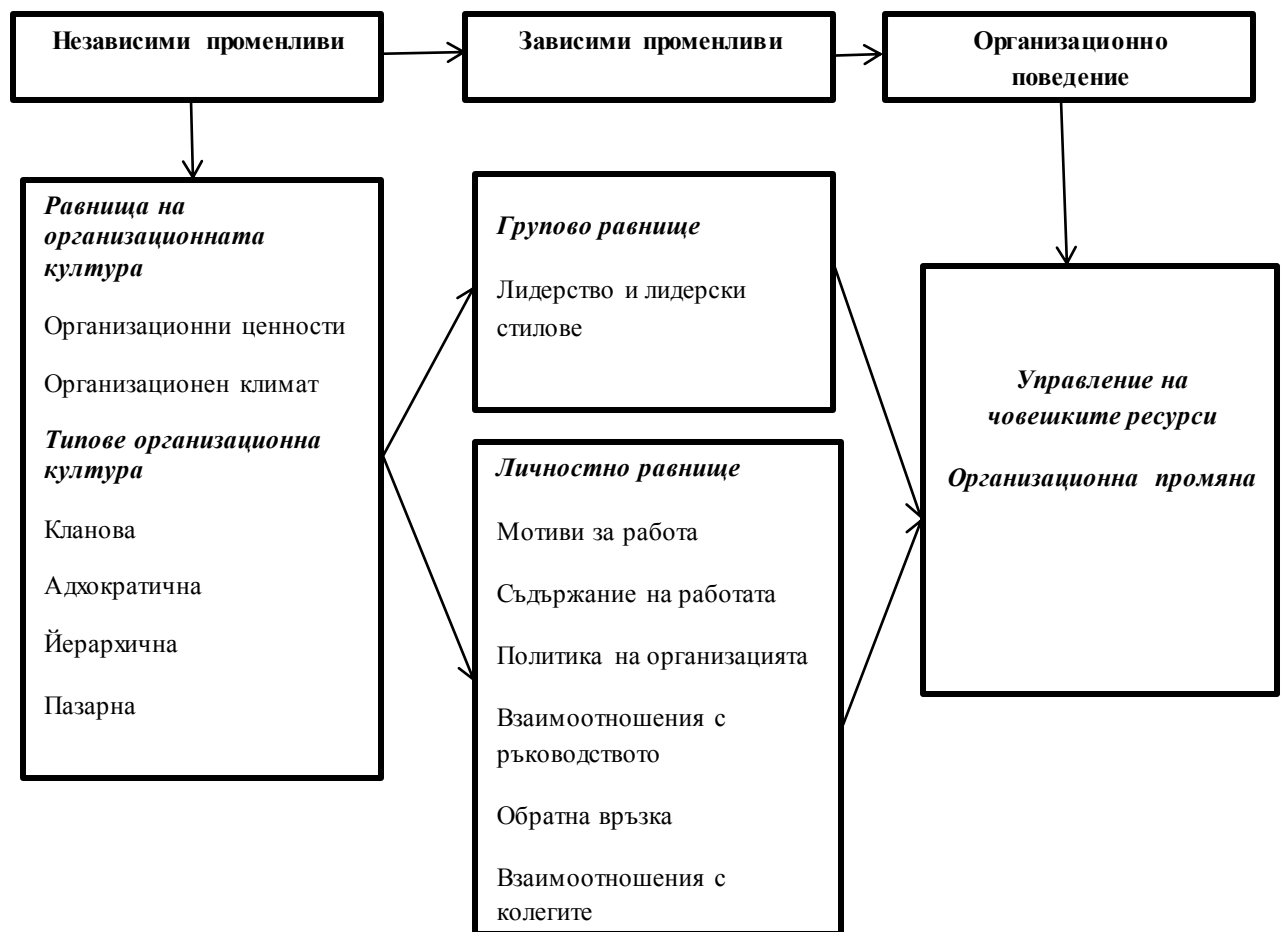 Независими променливи
Зависими променливи
Организационно
поведение
Равнища на
организационната
култура
Организационни ценности
Организационен климат
Типове организационна
култура
Кланова
Адхократична
Йерархична
Пазарна
Групово равнище
Лидерство и лидерски
стилове
Личностно равнище
Мотиви за работа
Съдържание на работата
Политика на организацията
Взаимоотношения с
ръководството
Обратна връзка
Взаимоотношения с
колегите
Управление на
човешките ресурси
Организационна промяна